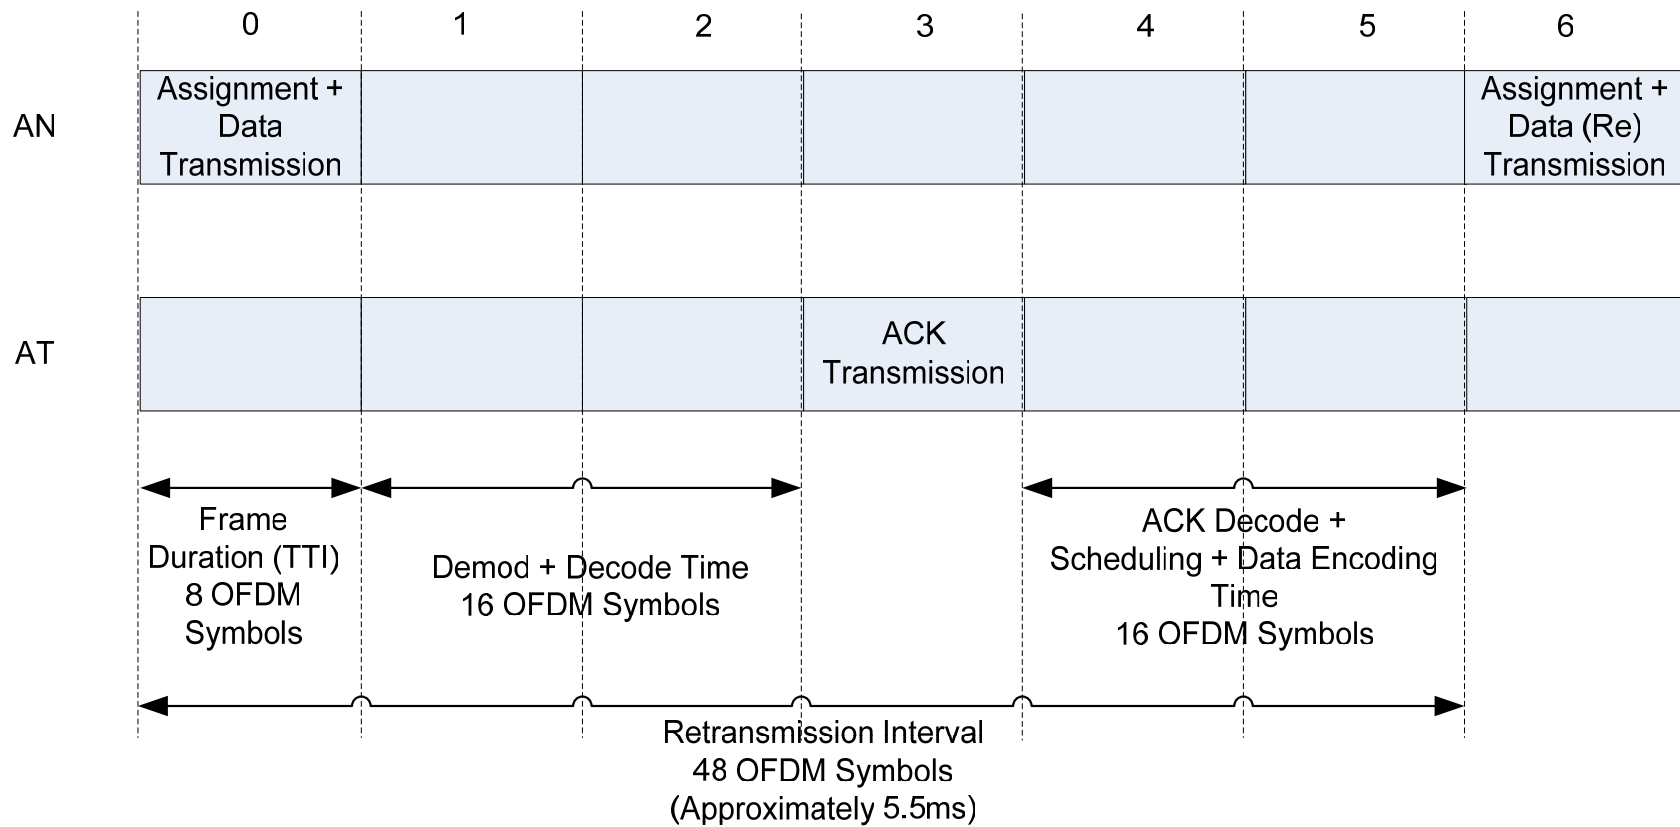 0 1 2 3 4 5 6
AN
Assignment +
Data
Transmission
Assignment +
Data (Re)
Transmission
AT
ACK
Transmission
Frame
Duration (TTI)
8 OFDM
Symbols
Demod + Decode Time
16 OFDM Symbols
ACK Decode +
Scheduling + Data Encoding
Time
16 OFDM Symbols
Retransmission Interval
48 OFDM Symbols
(Approximately 5.5ms)